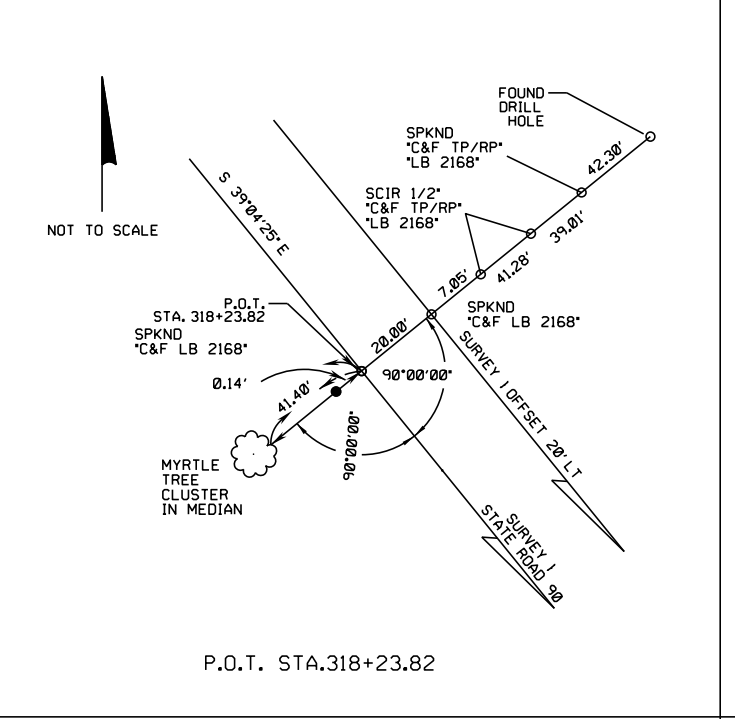 FOUND
DRILL
HOLE
SPKND
"C&F TP/RP"
"LB 2168"
42.30'
SCIR 1/2"
"C&F TP/RP"
"LB 2168"
39.01'
S 39°04'25"E
NOT TO SCALE
41.28'
7.05'
P.O.T.
STA. 318+23.82
SPKND
"C&F LB 2168"
SPKND
"C&F LB 2168"
20.00'
90°00'00"
0.14'
41.40'
90°00'00"
SURVEY 1 OFFSET 20' LT
MYRTLE
TREE
CLUSTER
IN MEDIAN
SURVEY 1
STATE ROAD 90
P.O.T. STA.318+23.82